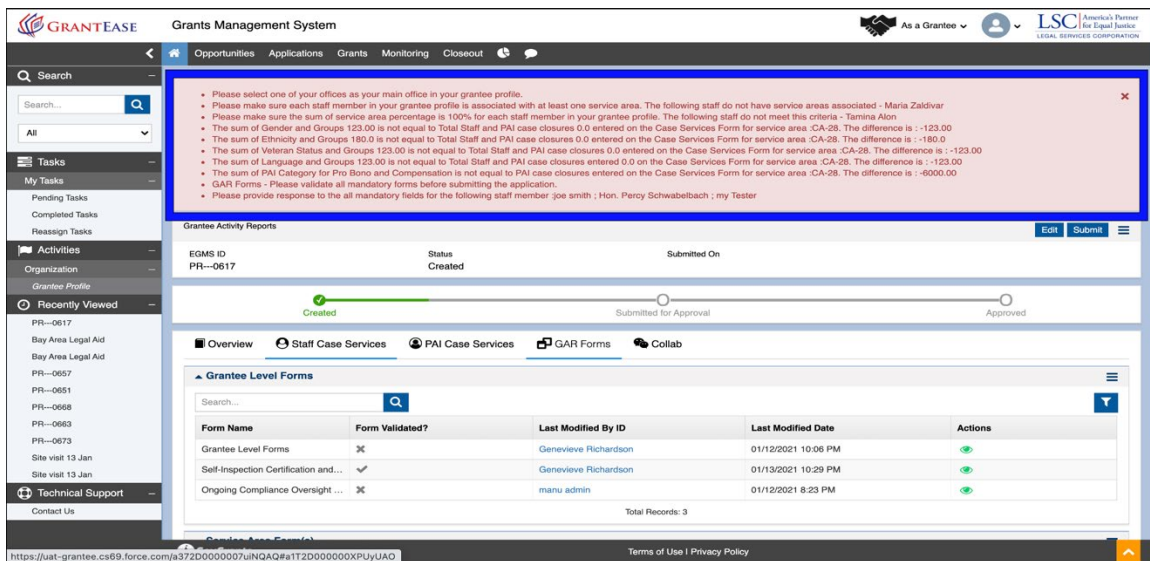 GRANTEASE
Grants Management System
As a Grantee
LSC America's Partner for Equal Justice
LEGAL SERVICES CORPORATION
Opportunities Applications Grants Monitoring Closeout
Search
Search...
All
Tasks
My Tasks
Pending Tasks
Completed Tasks
Reassign Tasks
Activities
Organization
Grantee Profile
Recently Viewed
PR---0617
Bay Area Legal Aid
Bay Area Legal Aid
PR---0657
PR---0651
PR---0668
PR---0663
PR---0673
Site visit 13 Jan
Site visit 13 Jan
Technical Support
Contact Us
• Please select one of your offices as your main office in your grantee profile.
• Please make sure each staff member in your grantee profile is associated with at least one service area. The following staff do not have service areas associated - Maria Zaldivar
• Please make sure the sum of service area percentage is 100% for each staff member in your grantee profile. The following staff do not meet this criteria - Tamina Alon
• The sum of Gender and Groups 123.00 is not equal to Total Staff and PAI case closures 0.0 entered on the Case Services Form for service area :CA-28. The difference is : -123.00
• The sum of Ethnicity and Groups 180.0 is not equal to Total Staff and PAI case closures 0.0 entered on the Case Services Form for service area :CA-28. The difference is : -180.0
• The sum of Veteran Status and Groups 123.00 is not equal to Total Staff and PAI case closures 0.0 entered on the Case Services Form for service area :CA-28. The difference is : -123.00
• The sum of Language and Groups 123.00 is not equal to Total Staff and PAI case closures entered 0.0 on the Case Services Form for service area :CA-28. The difference is : -123.00
• The sum of PAI Category for Pro Bono and Compensation is not equal to PAI case closures entered on the Case Services Form for service area :CA-28. The difference is : -6000.00
• GAR Forms - Please validate all mandatory forms before submitting the application.
• Please provide response to the all mandatory fields for the following staff member :joe smith ; Hon. Percy Schwabelbach ; my Tester
Grantee Activity Reports
Edit Submit
EGMS ID Status Submitted On
PR---0617 Created
Created Submitted for Approval Approved
Overview Staff Case Services PAI Case Services GAR Forms Collab
Grantee Level Forms
Search...
Form Name Form Validated? Last Modified By ID Last Modified Date Actions
Grantee Level Forms Genevieve Richardson 01/12/2021 10:06 PM
Self-Inspection Certification and... Genevieve Richardson 01/13/2021 10:29 PM
Ongoing Compliance Oversight ... manu admin 01/12/2021 8:23 PM
Total Records: 3
Terms of Use | Privacy Policy